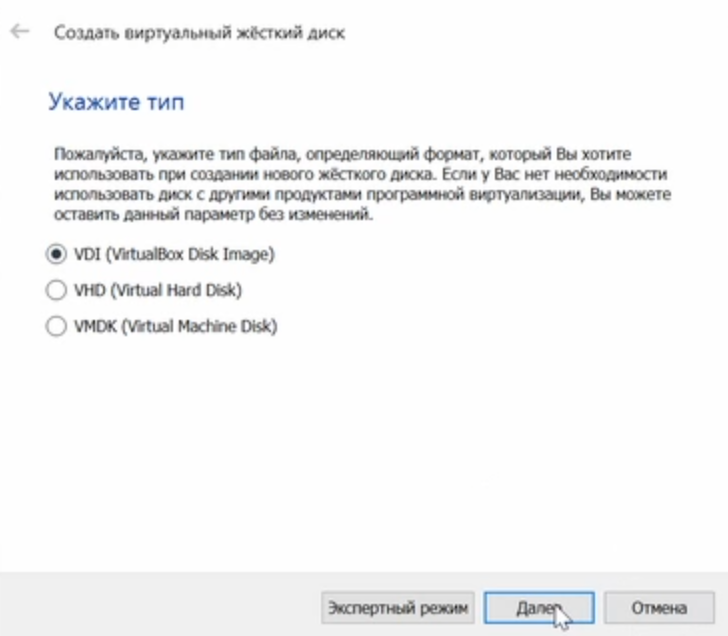 Создать виртуальный жёсткий диск
Укажите тип
Пожалуйста, укажите тип файла, определяющий формат, который Вы хотите
использовать при создании нового жёсткого диска. Если у Вас нет необходимости
использовать диск с другими продуктами программной виртуализации, Вы можете
оставить данный параметр без изменений.
VDI (VirtualBox Disk Image)
VHD (Virtual Hard Disk)
VMDK (Virtual Machine Disk)
Экспертный режим Далее Отмена